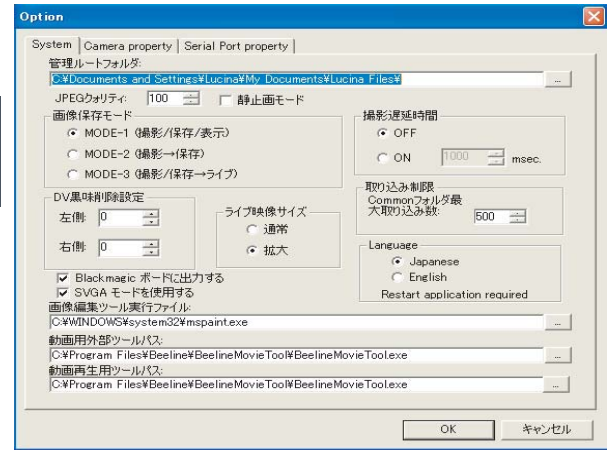 Option
System Camera property Serial Port property
管理ルートフォルダ:
C:¥Documents and Settings¥Lucina¥My Documents¥Lucina Files¥ ...
JPEGクォリティ: 100 静止画モード
画像保存モード
MODE-1 (撮影/保存/表示)
MODE-2 (撮影→保存)
MODE-3 (撮影/保存→ライブ)
撮影遅延時間
OFF
ON 1000 msec.
DV黒味削除設定
左側: 0
右側: 0
ライブ映像サイズ
通常
拡大
取り込み制限
Commonフォルダ最
大取り込み数: 500
Language
Japanese
English
Restart application required
Blackmagic ボードに出力する
SVGA モードを使用する
画像編集ツール実行ファイル:
C:¥WINDOWS¥system32¥mspaint.exe ...
動画用外部ツールパス:
C:¥Program Files¥Beeline¥BeelineMovieTool¥BeelineMovieTool.exe ...
動画再生用ツールパス:
C:¥Program Files¥Beeline¥BeelineMovieTool¥BeelineMovieTool.exe ...
OK キャンセル